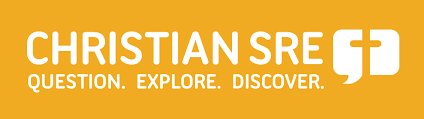 CHRISTIAN SRE
QUESTION. EXPLORE. DISCOVER.